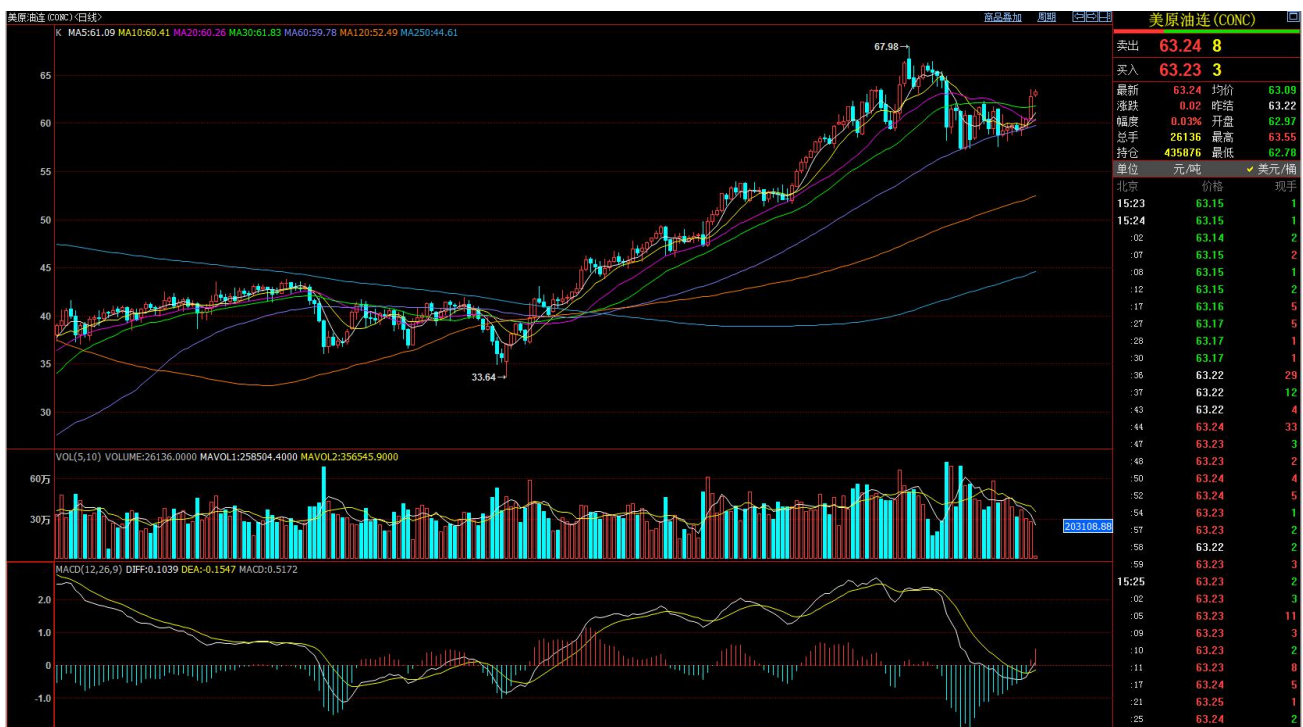 美原油连(CONC)<日线>
商品叠加 周期
K MA5:61.09 MA10:60.41 MA20:60.26 MA30:61.83 MA60:59.78 MA120:52.49 MA250:44.61
67.98→
65
60
55
50
45
40
35
30
33.64→
VOL(5,10) VOLUME:26136.0000 MAVOL1:258504.4000 MAVOL2:356545.9000
60万
30万
203108.88
MACD(12,26,9) DIFF:0.1039 DEA:-0.1547 MACD:0.5172
2.0
1.0
0
-1.0
美原油连(CONC)
卖出 63.24 8
买入 63.23 3
最新 63.24 均价 63.09
涨跌 0.02 昨结 63.22
幅度 0.03% 开盘 62.97
总手 26136 最高 63.55
持仓 435876 最低 62.78
单位 元/吨 ✓美元/桶
北京 价格 现手
15:23 63.15 1
15:24 63.15 1
:02 63.14 2
:07 63.15 2
:08 63.15 1
:12 63.15 2
:17 63.16 5
:27 63.17 5
:28 63.17 1
:30 63.17 1
:36 63.22 29
:37 63.22 12
:43 63.22 4
:44 63.24 33
:47 63.23 3
:48 63.23 2
:50 63.24 4
:52 63.24 5
:54 63.23 1
:57 63.23 2
:58 63.22 2
:59 63.23 3
15:25 63.23 2
:02 63.23 3
:05 63.23 11
:09 63.23 3
:10 63.23 2
:11 63.23 8
:17 63.24 5
:21 63.25 1
:25 63.24 2